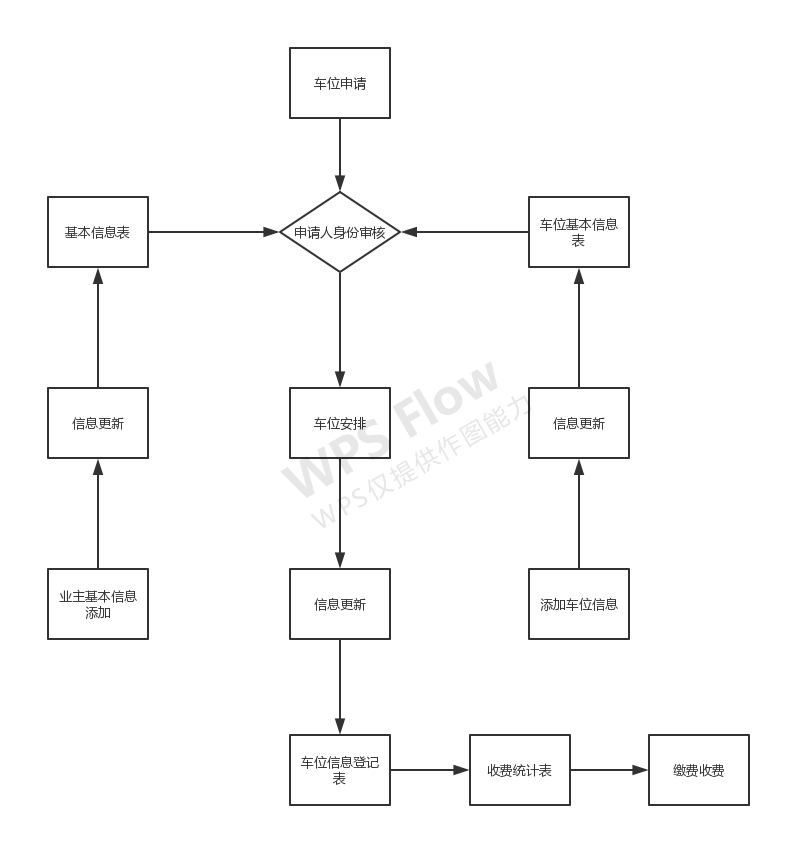 车位申请
基本信息表
申请人身份审核
车位基本信息
表
信息更新
车位安排
信息更新
WPS Flow
WPS仅提供作图能力
业主基本信息
添加
信息更新
添加车位信息
车位信息登记
表
收费统计表
缴费收费